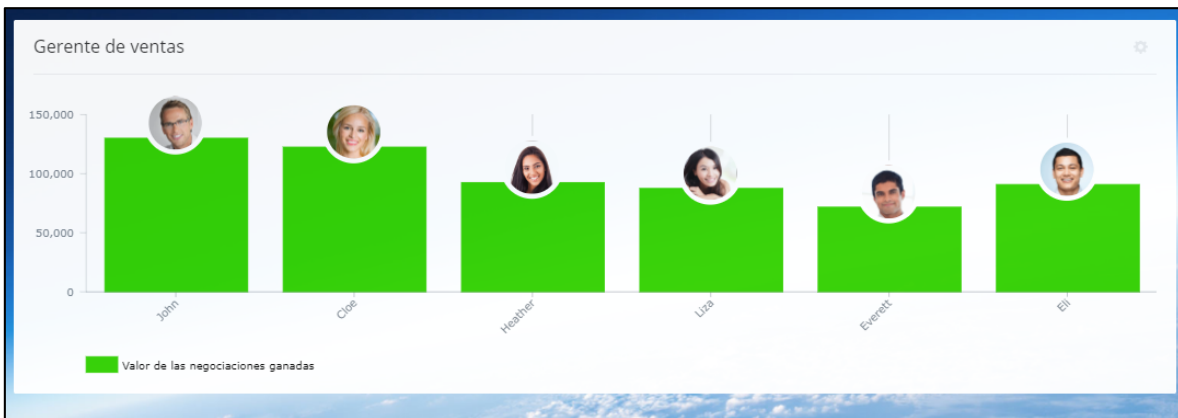 Gerente de ventas
150,000
100,000
50,000
0
John
Cloe
Heather
Liza
Everett
Eli
Valor de las negociaciones ganadas